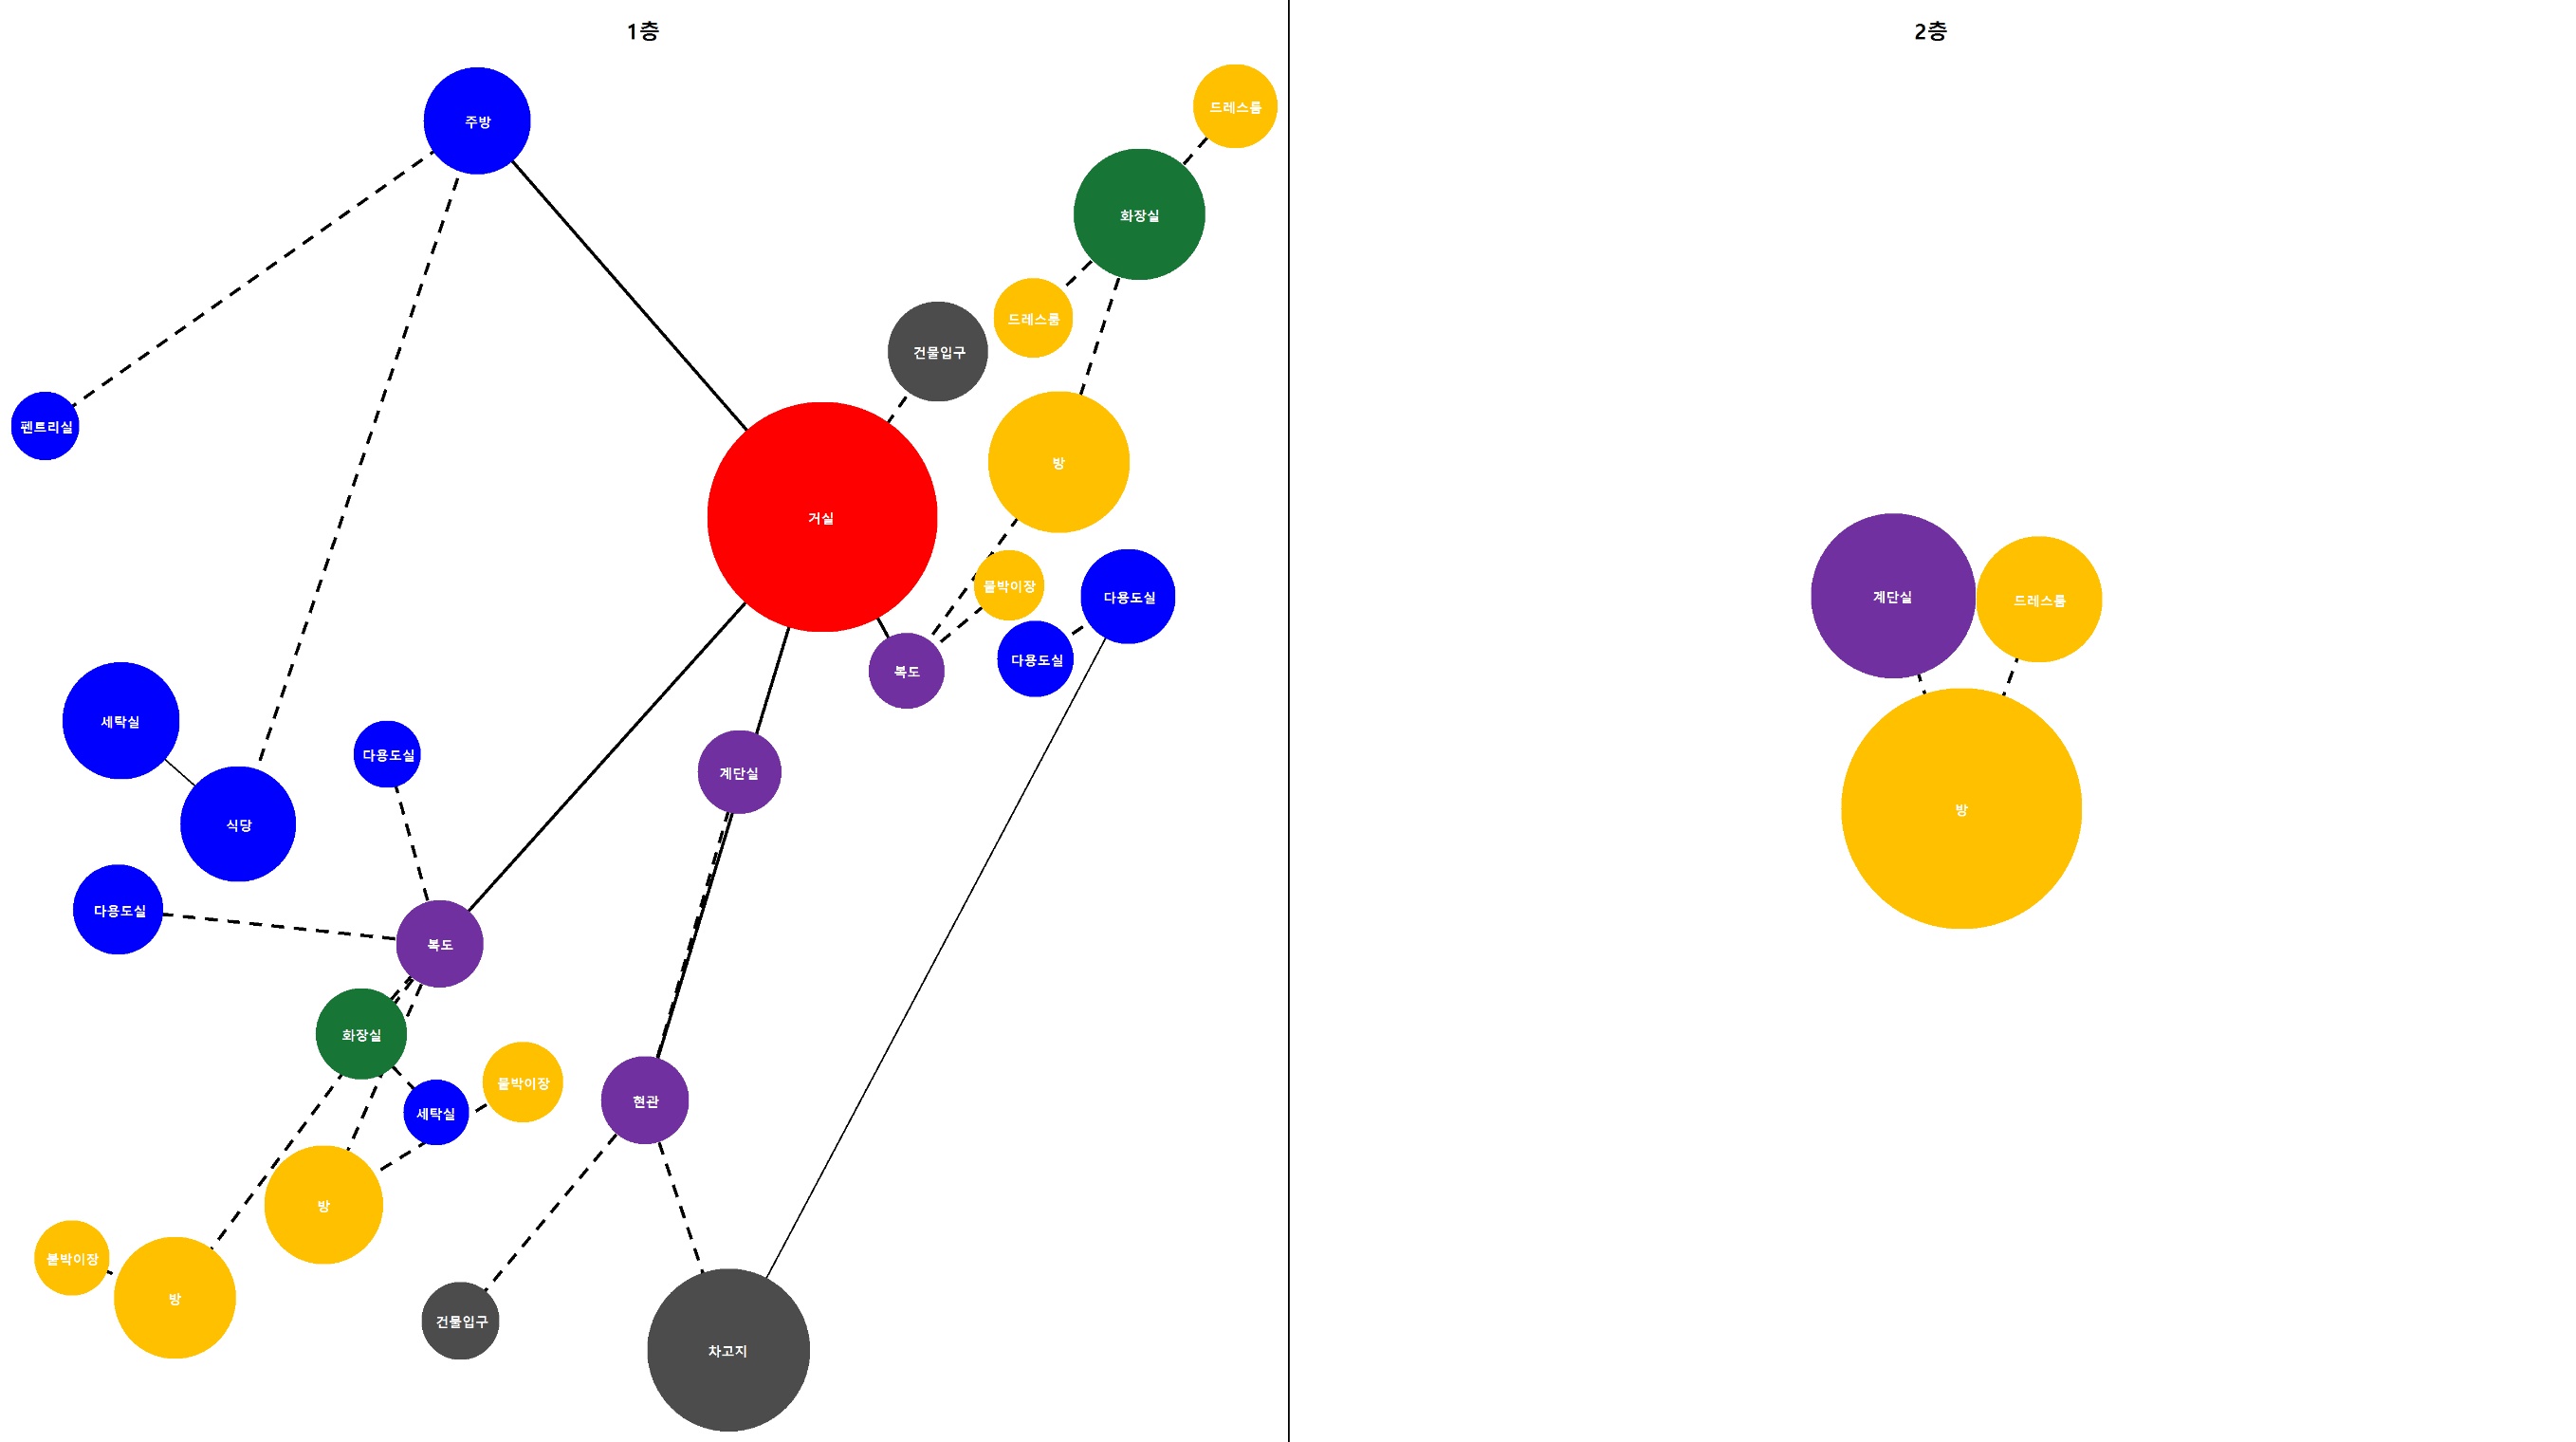 1층
주방
드레스룸
화장실
드레스룸
건물입구
펜트리실
방
거실
붙박이장
다용도실
다용도실
복도
세탁실
다용도실
계단실
식당
다용도실
복도
화장실
붙박이장
세탁실
현관
방
붙박이장
방
건물입구
차고지
2층
계단실
드레스룸
방